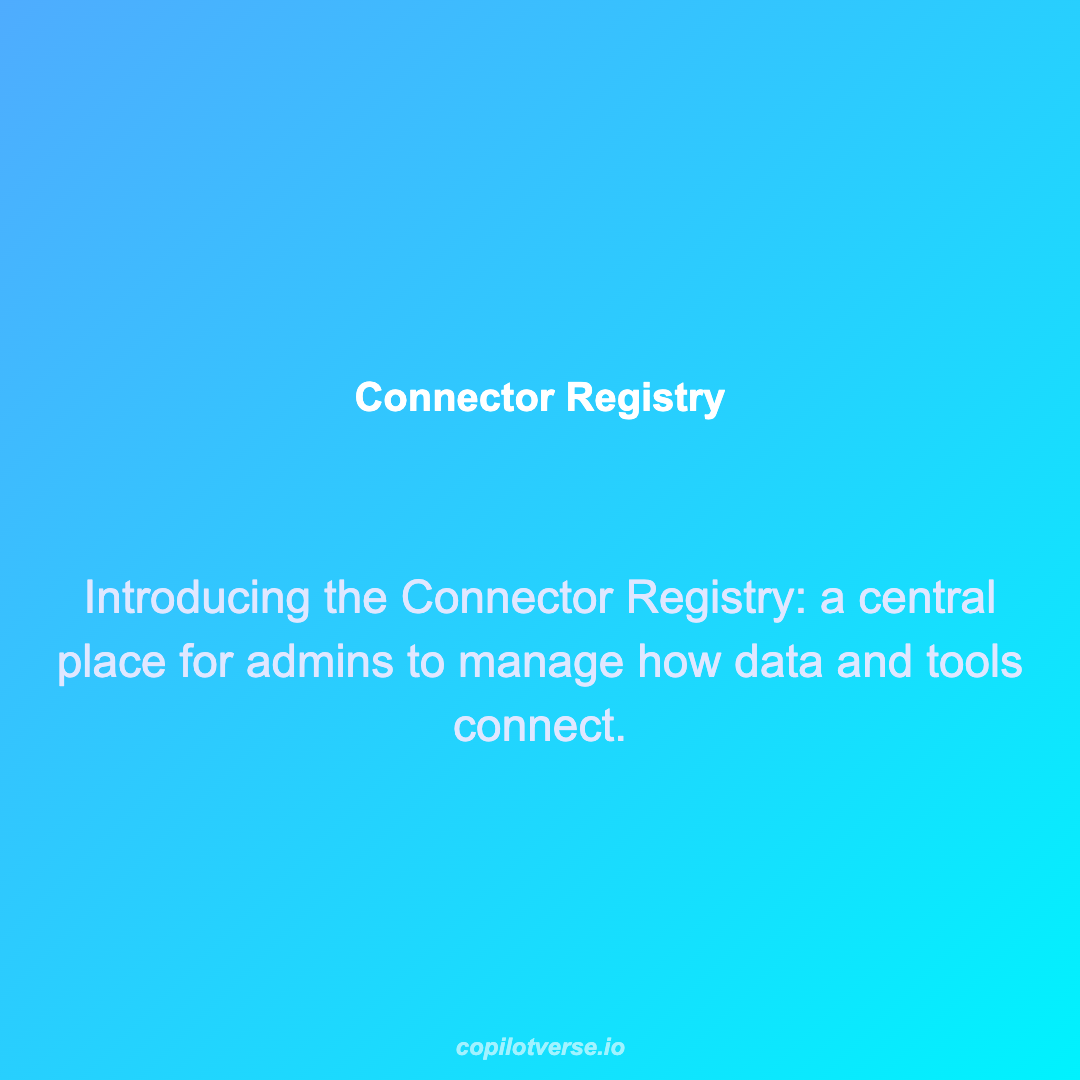 Connector Registry
Introducing the Connector Registry: a central
place for admins to manage how data and tools
connect.
copilotverse.io